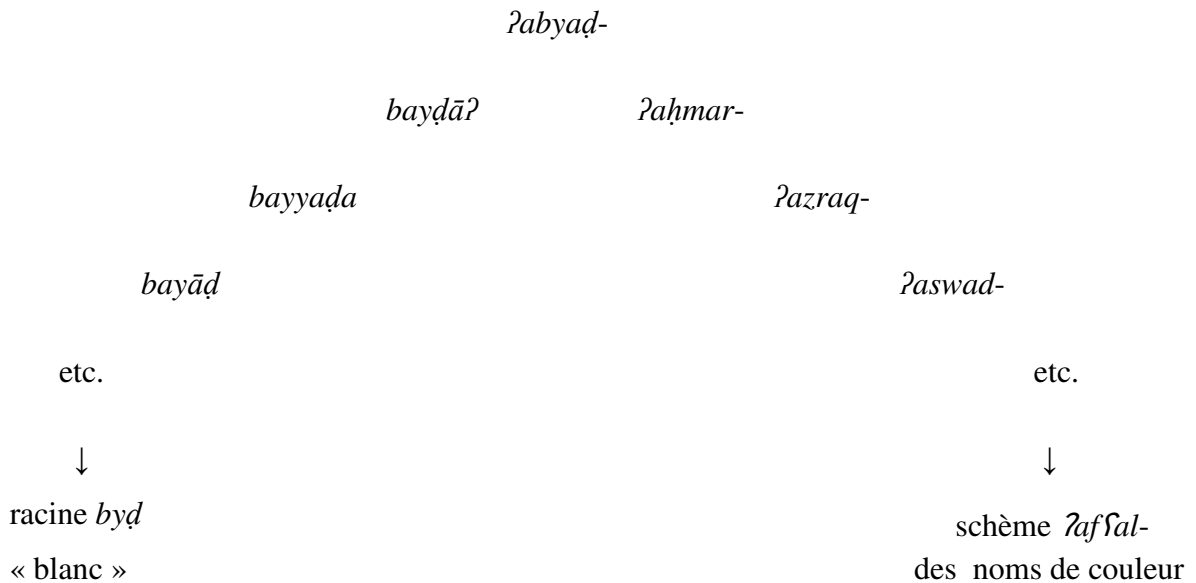 ʔabyaḍ-
bayḍāʔ ʔaḥmar-
bayyaḍa ʔazraq-
bayāḍ ʔaswad-
etc. etc.
↓ ↓
racine byḍ schème ʔafʕal-
« blanc » des noms de couleur